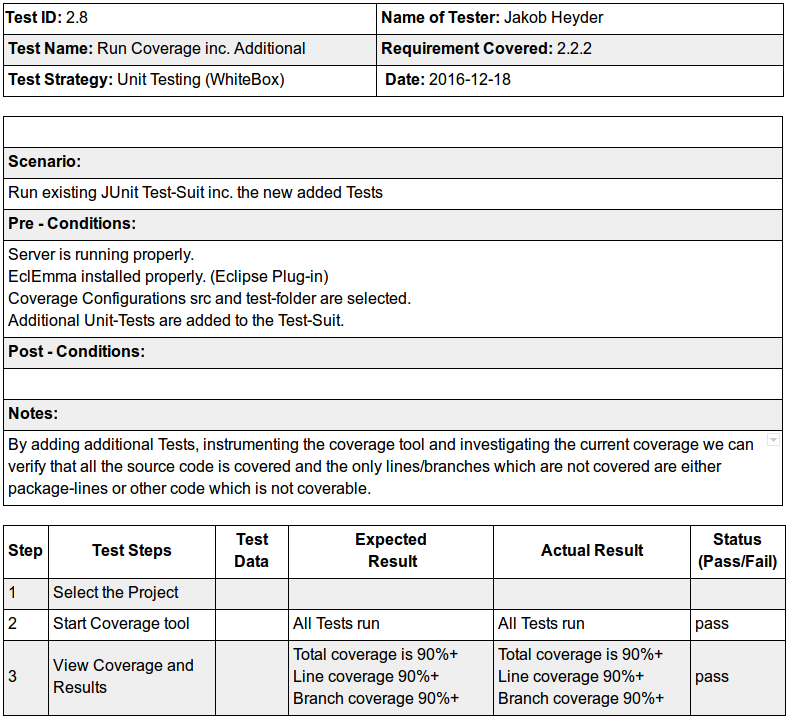 Test ID: 2.8
Name of Tester: Jakob Heyder
Test Name: Run Coverage inc. Additional
Requirement Covered: 2.2.2
Test Strategy: Unit Testing (WhiteBox)
Date: 2016-12-18
Scenario:
Run existing JUnit Test-Suit inc. the new added Tests
Pre - Conditions:
Server is running properly.
EclEmma installed properly. (Eclipse Plug-in)
Coverage Configurations src and test-folder are selected.
Additional Unit-Tests are added to the Test-Suit.
Post - Conditions:
Notes:
By adding additional Tests, instrumenting the coverage tool and investigating the current coverage we can
verify that all the source code is covered and the only lines/branches which are not covered are either
package-lines or other code which is not coverable.
Step
Test Steps
Test
Data
Expected
Result
Actual Result
Status
(Pass/Fail)
1
Select the Project
2
Start Coverage tool
All Tests run
All Tests run
pass
3
View Coverage and
Results
Total coverage is 90%+
Line coverage 90%+
Branch coverage 90%+
Total coverage is 90%+
Line coverage 90%+
Branch coverage 90%+
pass